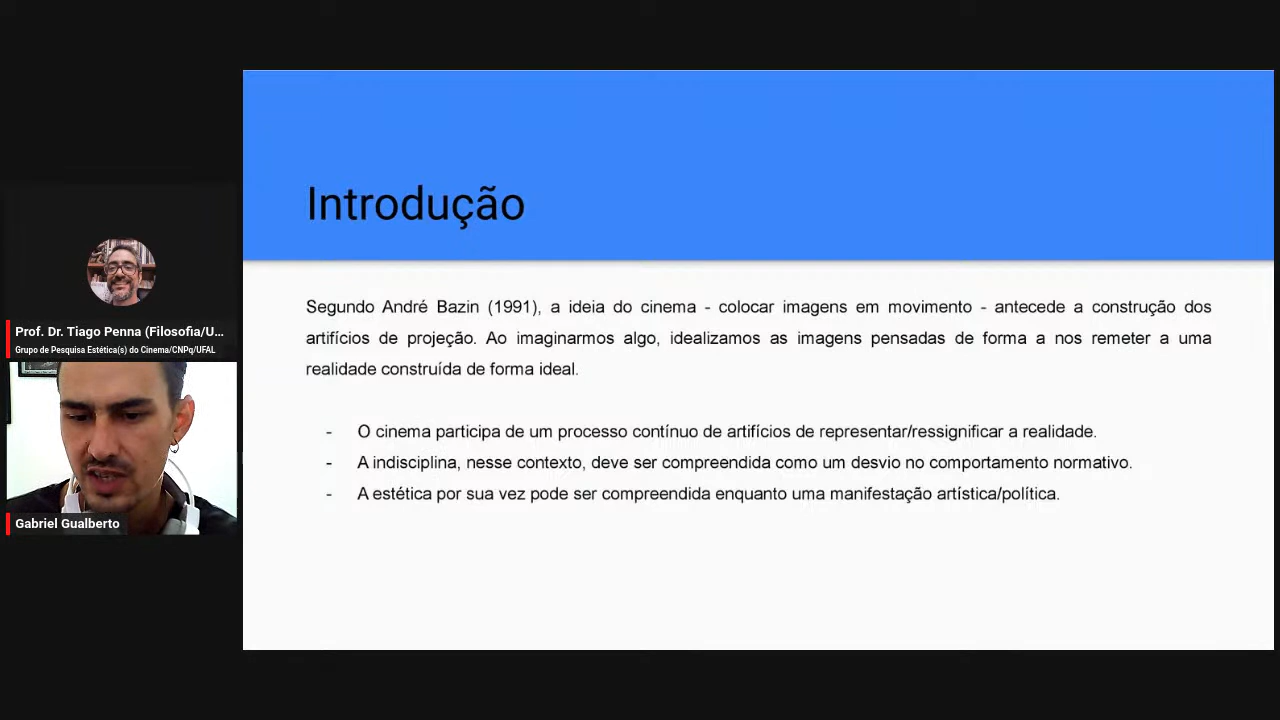 Introdução
Segundo André Bazin (1991), a ideia do cinema - colocar imagens em movimento - antecede a construção dos
artifícios de projeção. Ao imaginarmos algo, idealizamos as imagens pensadas de forma a nos remeter a uma
realidade construída de forma ideal.
- O cinema participa de um processo contínuo de artifícios de representar/ressignificar a realidade.
- A indisciplina, nesse contexto, deve ser compreendida como um desvio no comportamento normativo.
- A estética por sua vez pode ser compreendida enquanto uma manifestação artística/política.
Prof. Dr. Tiago Penna (Filosofia/U...
Grupo de Pesquisa Estética(s) do Cinema/CNPq/UFAL
Gabriel Gualberto